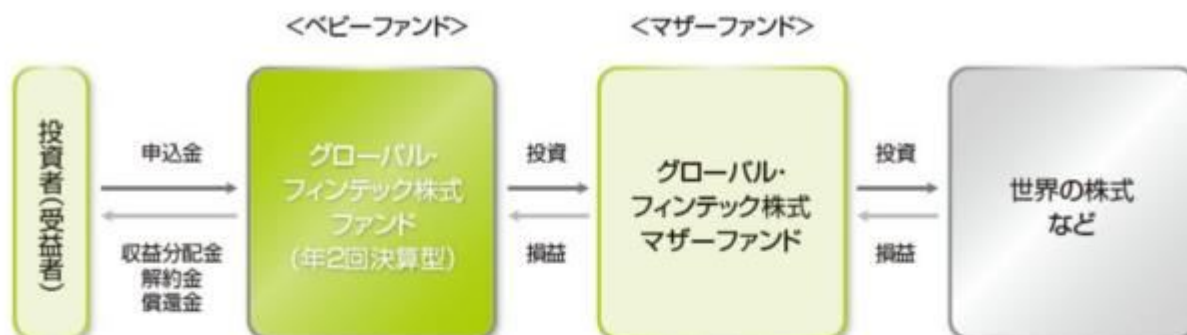 <ベビーファンド>
<マザーファンド>
投資者(受益者)
申込金
収益分配金
解約金
償還金
グローバル・
フィンテック株式
ファンド
(年2回決算型)
投資
損益
グローバル・
フィンテック株式
マザーファンド
投資
損益
世界の株式
など